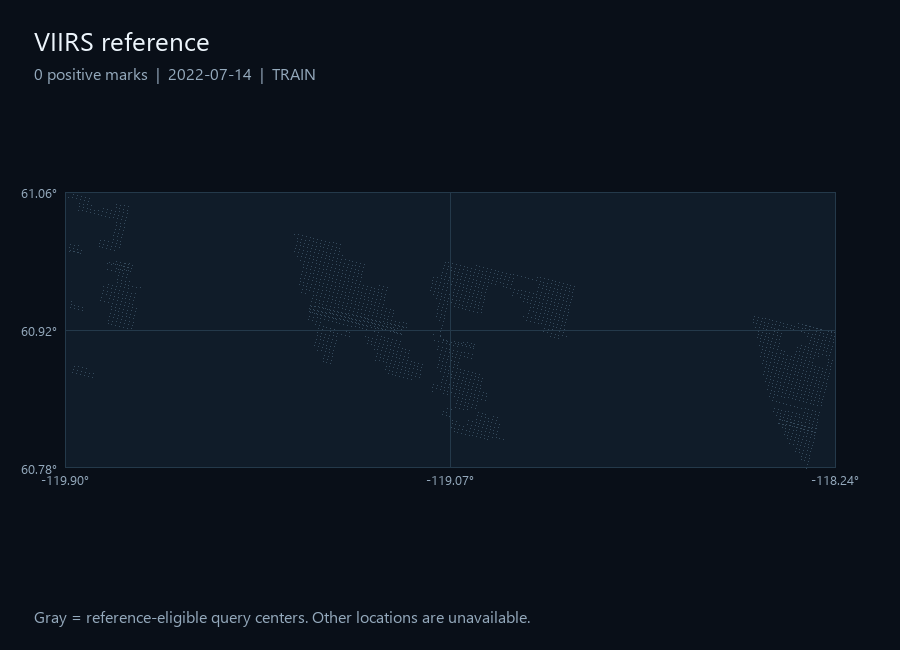 VIIRS reference
0 positive marks | 2022-07-14 | TRAIN
61.06°
60.92°
60.78°
-119.90° -119.07° -118.24°
Gray = reference-eligible query centers. Other locations are unavailable.